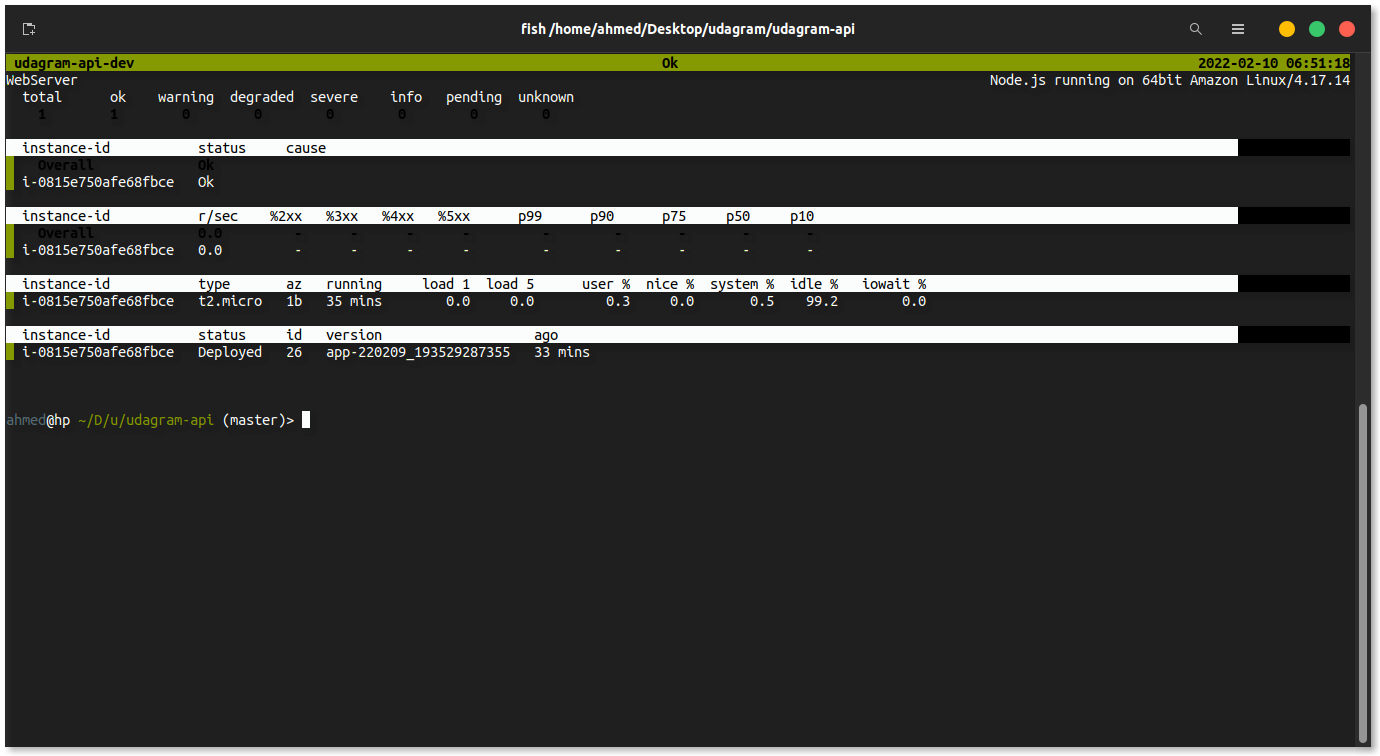 fish /home/ahmed/Desktop/udagram/udagram-api
udagram-api-dev Ok 2022-02-10 06:51:18
WebServer Node.js running on 64bit Amazon Linux/4.17.14
total ok warning degraded severe info pending unknown
1 1 0 0 0 0 0 0
instance-id status cause
Overall Ok
i-0815e750afe68fbce Ok
instance-id r/sec %2xx %3xx %4xx %5xx p99 p90 p75 p50 p10
Overall 0.0 - - - - - - - - -
i-0815e750afe68fbce 0.0 - - - - - - - - -
instance-id type az running load 1 load 5 user % nice % system % idle % iowait %
i-0815e750afe68fbce t2.micro 1b 35 mins 0.0 0.0 0.3 0.0 0.5 99.2 0.0
instance-id status id version ago
i-0815e750afe68fbce Deployed 26 app-220209_193529287355 33 mins
ahmed@hp ~/D/u/udagram-api (master)>